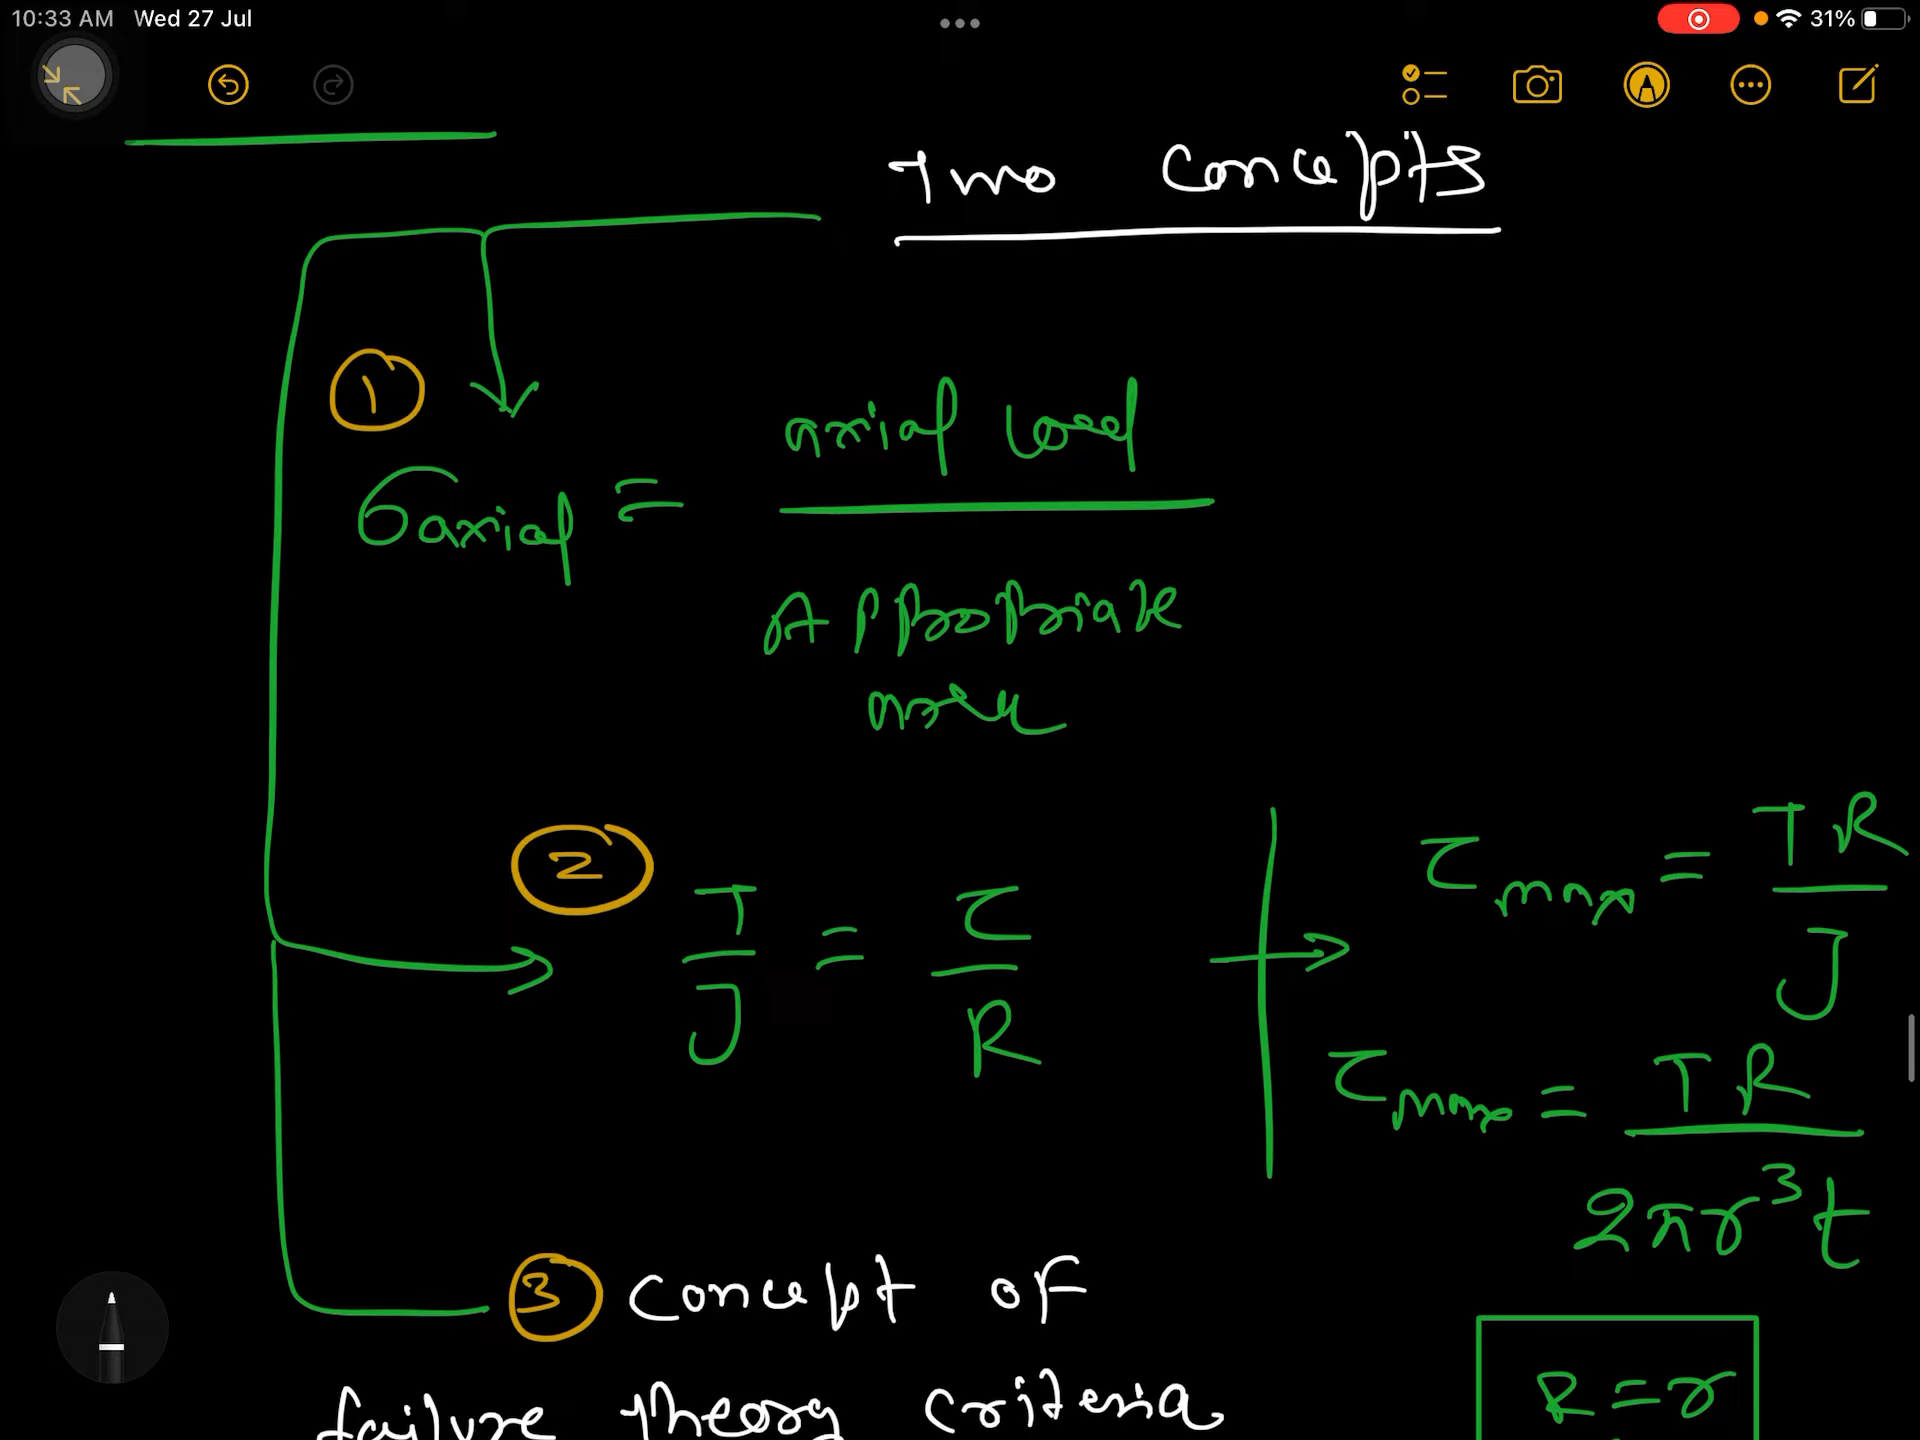 10:33 AM Wed 27 Jul
31%
Two Concepts
1
σaxial = axial load
Appropriate
area
2
T/J = τ/R
τmax = TR/J
τmax = TR/2πr³t
3 Concept of
failure theory criteria
R = r